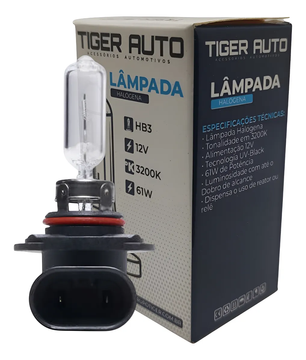 TIGER AUTO
ACESSÓRIOS AUTOMOTIVOS
LÂMPADA
HALÓGENA
HB3
12V
3200K
61W
TIGER AUTO
ACESSÓRIOS AUTOMOTIVOS
LÂMPADA
HALÓGENA
ESPECIFICAÇÕES TÉCNICAS:
- Lâmpada Halógena
- Tonalidade em 3200K
- Alimentação 12V
- Tecnologia UV-Black
- 61W de Potência
- Luminosidade com até o
Dobro de alcance
- Dispensa o uso de reator ou
relé